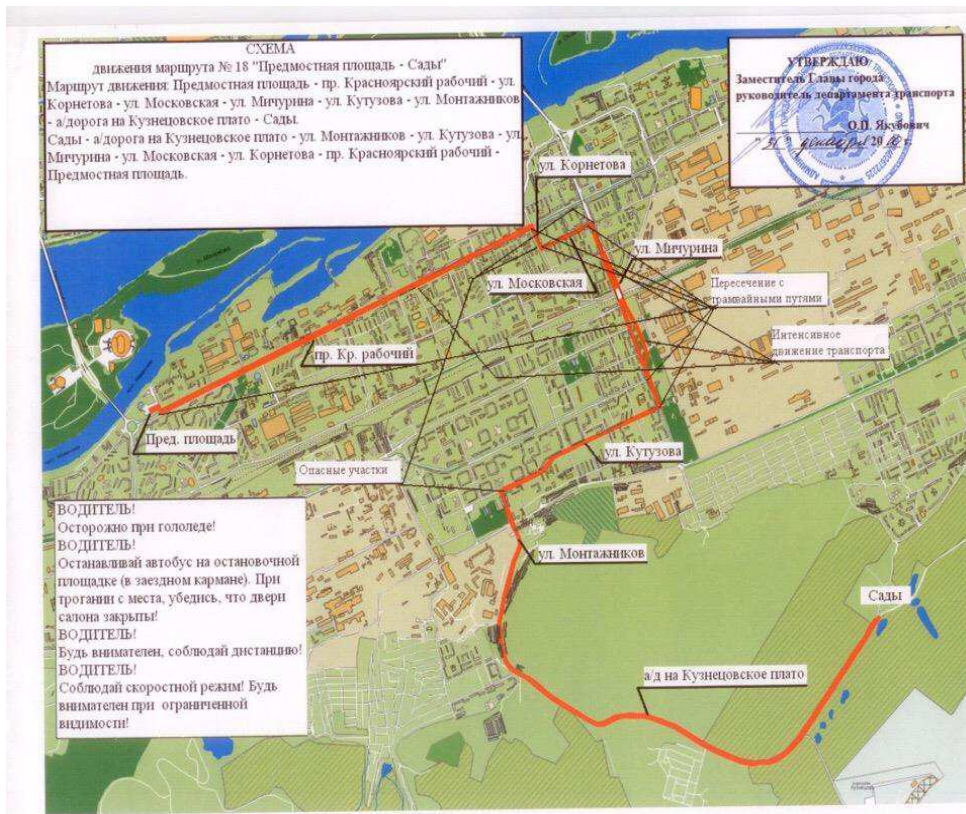 СХЕМА
движения маршрута № 18 "Предмостная площадь - Сады"
Маршрут движения: Предмостная площадь - пр. Красноярский рабочий - ул.
Корнетова - ул. Московская - ул. Мичурина - ул. Кутузова - ул. Монтажников
- а/дорога на Кузнецовское плато - Сады.
Сады - а/дорога на Кузнецовское плато - ул. Монтажников - ул. Кутузова - ул.
Мичурина - ул. Московская - ул. Корнетова - пр. Красноярский рабочий -
Предмостная площадь.
УТВЕРЖДАЮ
Заместитель Главы города
руководитель департамента транспорта
О.П. Якубович
31 декабря 20 г.
ул. Корнетова
ул. Мичурина
ул. Московская
Пересечение с
трамвайными путями
Интенсивное
движение транспорта
пр. Кр. рабочий
Пред. площадь
ул. Кутузова
Опасные участки
ВОДИТЕЛЬ!
Осторожно при гололеде!
ВОДИТЕЛЬ!
Останавливай автобус на остановочной
площадке (в заездном кармане). При
трогании с места, убедись, что двери
салона закрыты!
ВОДИТЕЛЬ!
Будь внимателен, соблюдай дистанцию!
ВОДИТЕЛЬ!
Соблюдай скоростной режим! Будь
внимателен при ограниченной
видимости!
ул. Монтажников
Сады
а/д на Кузнецовское плато